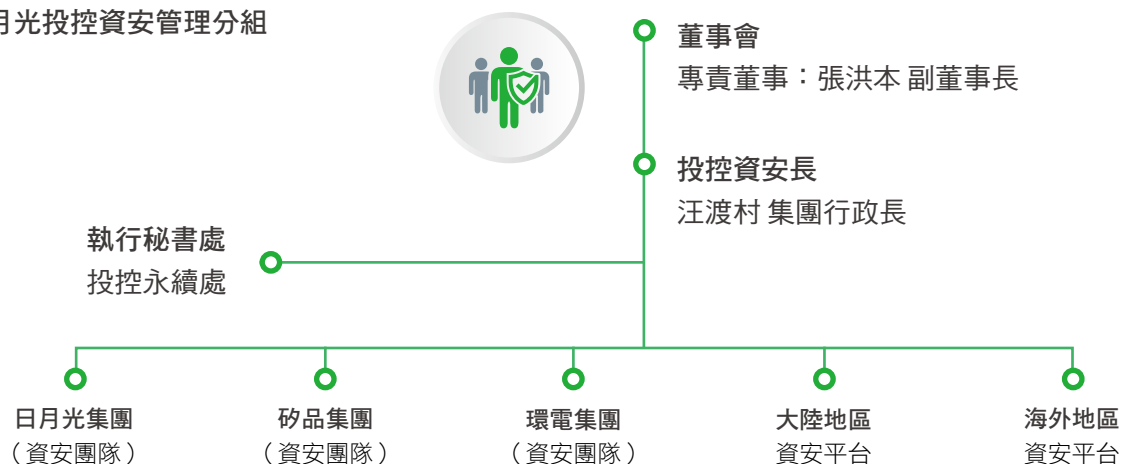 月光投控資安管理分組
董事會
專責董事：張洪本 副董事長
投控資安長
汪渡村 集團行政長
執行秘書處
投控永續處
日月光集團
（資安團隊）
矽品集團
（資安團隊）
環電集團
（資安團隊）
大陸地區
資安平台
海外地區
資安平台